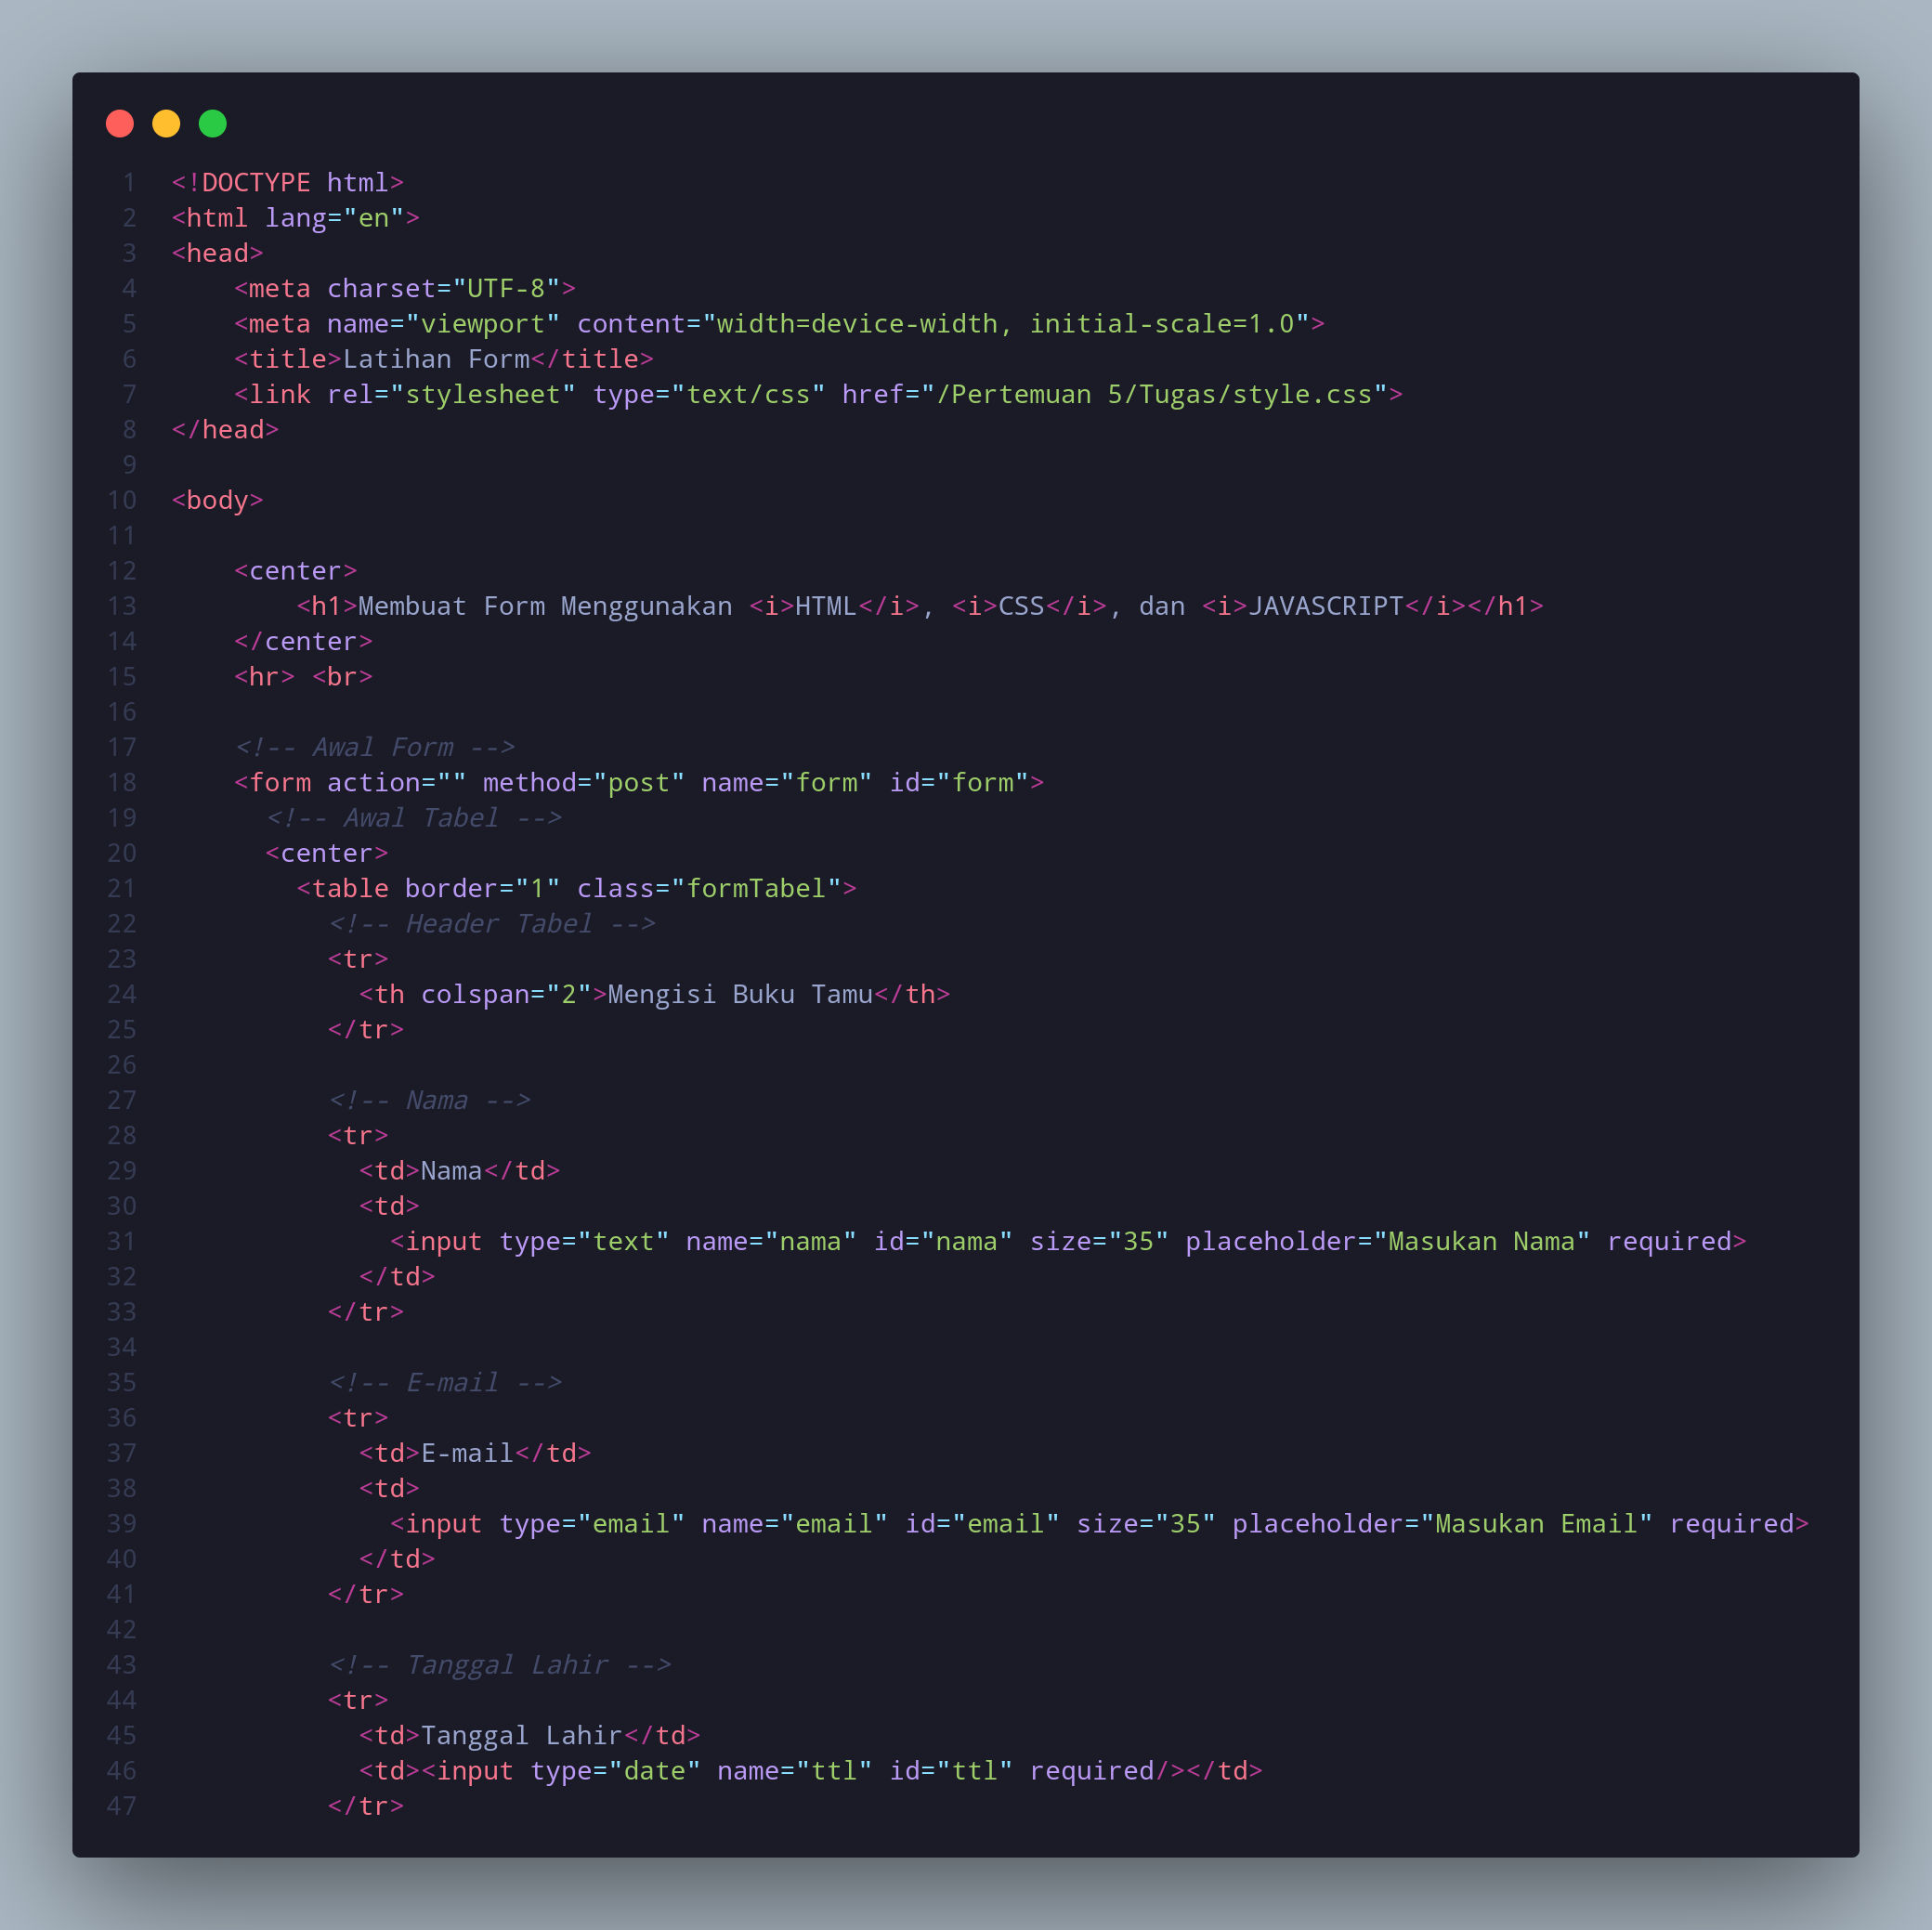 1 <!DOCTYPE html>
2 <html lang="en">
3 <head>
4     <meta charset="UTF-8">
5     <meta name="viewport" content="width=device-width, initial-scale=1.0">
6     <title>Latihan Form</title>
7     <link rel="stylesheet" type="text/css" href="/Pertemuan 5/Tugas/style.css">
8 </head>
9
10 <body>
11
12     <center>
13         <h1>Membuat Form Menggunakan <i>HTML</i>, <i>CSS</i>, dan <i>JAVASCRIPT</i></h1>
14     </center>
15     <hr> <br>
16
17     <!-- Awal Form -->
18     <form action="" method="post" name="form" id="form">
19       <!-- Awal Tabel -->
20       <center>
21         <table border="1" class="formTabel">
22           <!-- Header Tabel -->
23           <tr>
24             <th colspan="2">Mengisi Buku Tamu</th>
25           </tr>
26
27           <!-- Nama -->
28           <tr>
29             <td>Nama</td>
30             <td>
31               <input type="text" name="nama" id="nama" size="35" placeholder="Masukan Nama" required>
32             </td>
33           </tr>
34
35           <!-- E-mail -->
36           <tr>
37             <td>E-mail</td>
38             <td>
39               <input type="email" name="email" id="email" size="35" placeholder="Masukan Email" required>
40             </td>
41           </tr>
42
43           <!-- Tanggal Lahir -->
44           <tr>
45             <td>Tanggal Lahir</td>
46             <td><input type="date" name="ttl" id="ttl" required/></td>
47           </tr>